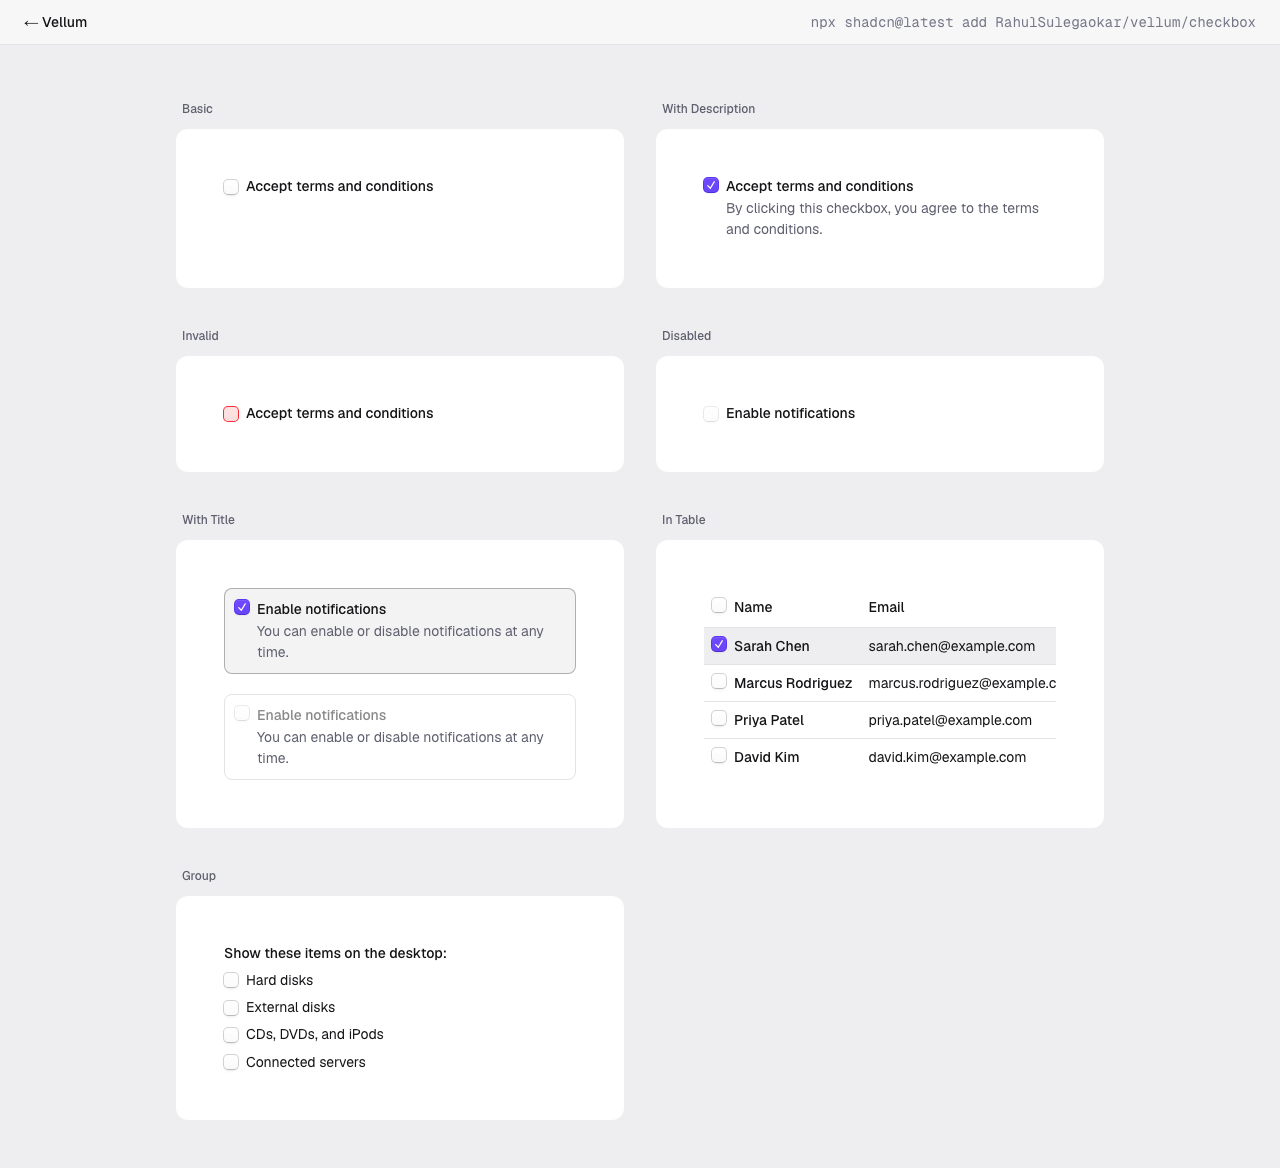 ← Vellum
npx shadcn@latest add RahulSulegaokar/vellum/checkbox
Basic
Accept terms and conditions
With Description
Accept terms and conditions
By clicking this checkbox, you agree to the terms
and conditions.
Invalid
Accept terms and conditions
Disabled
Enable notifications
With Title
Enable notifications
You can enable or disable notifications at any
time.
Enable notifications
You can enable or disable notifications at any
time.
In Table
Name Email
Sarah Chen sarah.chen@example.com
Marcus Rodriguez marcus.rodriguez@example.c
Priya Patel priya.patel@example.com
David Kim david.kim@example.com
Group
Show these items on the desktop:
Hard disks
External disks
CDs, DVDs, and iPods
Connected servers